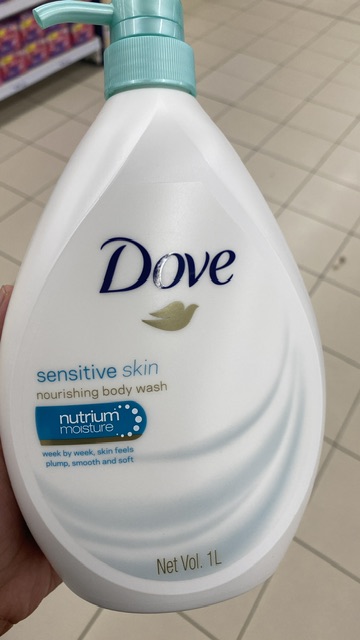 Dove
sensitive skin
nourishing body wash
nutrium
moisture
week by week, skin feels
plump, smooth and soft
Net Vol. 1L